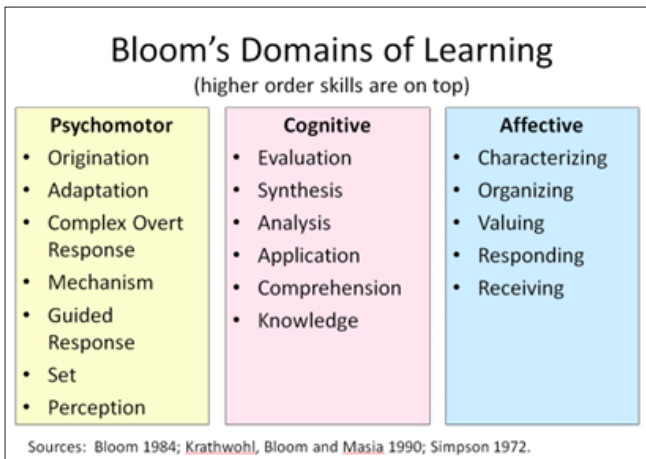 Bloom's Domains of Learning
(higher order skills are on top)
Psychomotor
• Origination
• Adaptation
• Complex Overt
Response
• Mechanism
• Guided
Response
• Set
• Perception
Cognitive
• Evaluation
• Synthesis
• Analysis
• Application
• Comprehension
• Knowledge
Affective
• Characterizing
• Organizing
• Valuing
• Responding
• Receiving
Sources: Bloom 1984; Krathwohl, Bloom and Masia 1990; Simpson 1972.